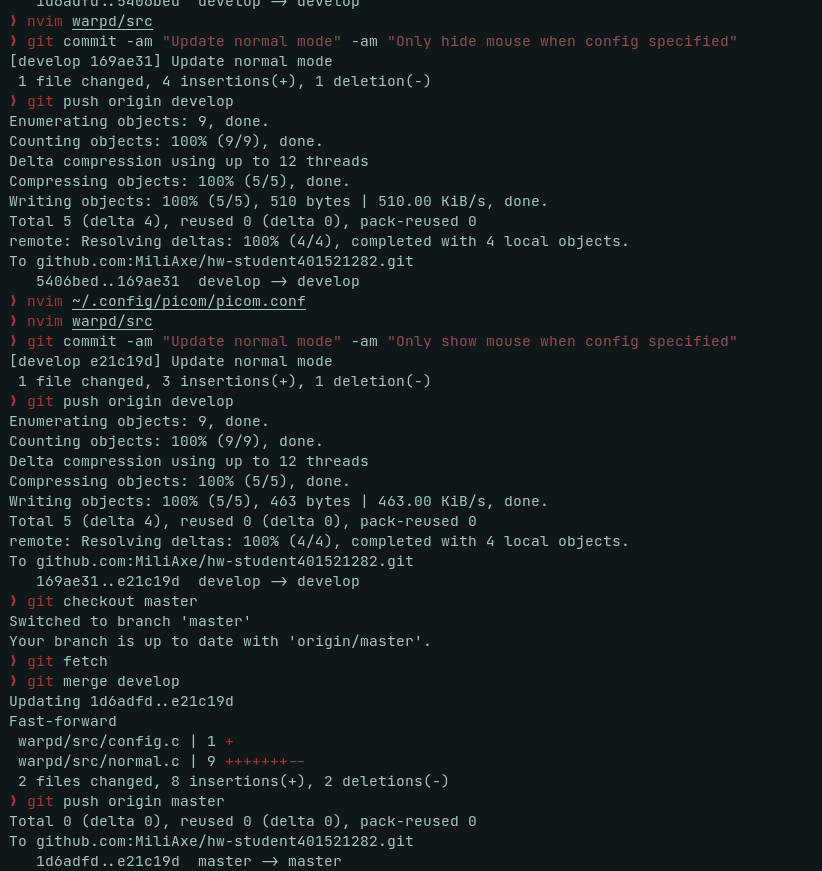 1d6adfd..5406bed  develop -> develop
❯ nvim warpd/src
❯ git commit -am "Update normal mode" -am "Only hide mouse when config specified"
[develop 169ae31] Update normal mode
 1 file changed, 4 insertions(+), 1 deletion(-)
❯ git push origin develop
Enumerating objects: 9, done.
Counting objects: 100% (9/9), done.
Delta compression using up to 12 threads
Compressing objects: 100% (5/5), done.
Writing objects: 100% (5/5), 510 bytes | 510.00 KiB/s, done.
Total 5 (delta 4), reused 0 (delta 0), pack-reused 0
remote: Resolving deltas: 100% (4/4), completed with 4 local objects.
To github.com:MiliAxe/hw-student401521282.git
   5406bed..169ae31  develop -> develop
❯ nvim ~/.config/picom/picom.conf
❯ nvim warpd/src
❯ git commit -am "Update normal mode" -am "Only show mouse when config specified"
[develop e21c19d] Update normal mode
 1 file changed, 3 insertions(+), 1 deletion(-)
❯ git push origin develop
Enumerating objects: 9, done.
Counting objects: 100% (9/9), done.
Delta compression using up to 12 threads
Compressing objects: 100% (5/5), done.
Writing objects: 100% (5/5), 463 bytes | 463.00 KiB/s, done.
Total 5 (delta 4), reused 0 (delta 0), pack-reused 0
remote: Resolving deltas: 100% (4/4), completed with 4 local objects.
To github.com:MiliAxe/hw-student401521282.git
   169ae31..e21c19d  develop -> develop
❯ git checkout master
Switched to branch 'master'
Your branch is up to date with 'origin/master'.
❯ git fetch
❯ git merge develop
Updating 1d6adfd..e21c19d
Fast-forward
 warpd/src/config.c | 1 +
 warpd/src/normal.c | 9 +++++++--
 2 files changed, 8 insertions(+), 2 deletions(-)
❯ git push origin master
Total 0 (delta 0), reused 0 (delta 0), pack-reused 0
To github.com:MiliAxe/hw-student401521282.git
   1d6adfd..e21c19d  master -> master